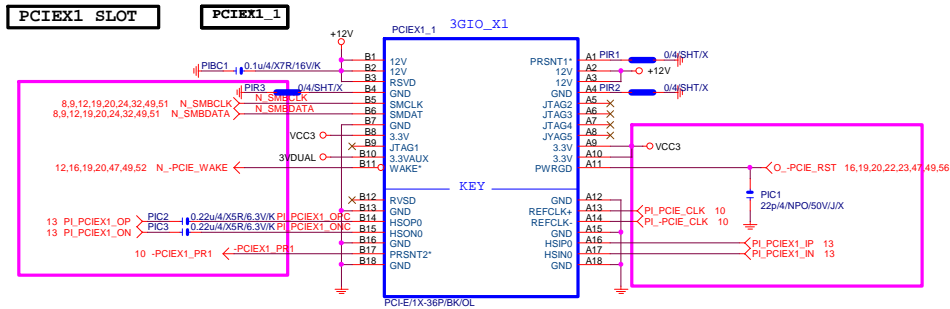 PCIEX1 SLOT
PCIEX1_1
PCIEX1_1
3GIO_X1
+12V
PIBC1 0.1u/4/X7R/16V/K
PIR3 0/4/SHT/X
8,9,12,19,20,24,32,49,51 N_SMBCLK N_SMBCLK
8,9,12,19,20,24,32,49,51 N_SMBDATA N_SMBDATA
VCC3
3VDUAL
12,16,19,20,47,49,52 N_-PCIE_WAKE
13 PI_PCIEX1_OP PIC2 0.22u/4/X5R/6.3V/K PI_PCIEX1_OPC
13 PI_PCIEX1_ON PIC3 0.22u/4/X5R/6.3V/K PI_PCIEX1_ONC
10 -PCIEX1_PR1 -PCIEX1_PR1
B1 12V
B2 12V
B3 RSVD
B4 GND
B5 SMCLK
B6 SMDAT
B7 GND
B8 3.3V
B9 JTAG1
B10 3.3VAUX
B11 WAKE*
KEY
B12 RVSD
B13 GND
B14 HSOP0
B15 HSON0
B16 GND
B17 PRSNT2*
B18 GND
PRSNT1* A1
12V A2
12V A3
GND A4
JTAG2 A5
JTAG3 A6
JTAG4 A7
JYAG5 A8
3.3V A9
3.3V A10
PWRGD A11
GND A12
REFCLK+ A13
REFCLK- A14
GND A15
HSIP0 A16
HSIN0 A17
GND A18
PIR1 0/4/SHT/X
+12V
PIR2 0/4/SHT/X
VCC3
O_-PCIE_RST 16,19,20,22,23,47,49,56
PIC1
22p/4/NPO/50V/J/X
PI_PCIE_CLK 10
PI_-PCIE_CLK 10
PI_PCIEX1_IP 13
PI_PCIEX1_IN 13
PCI-E/1X-36P/BK/OL